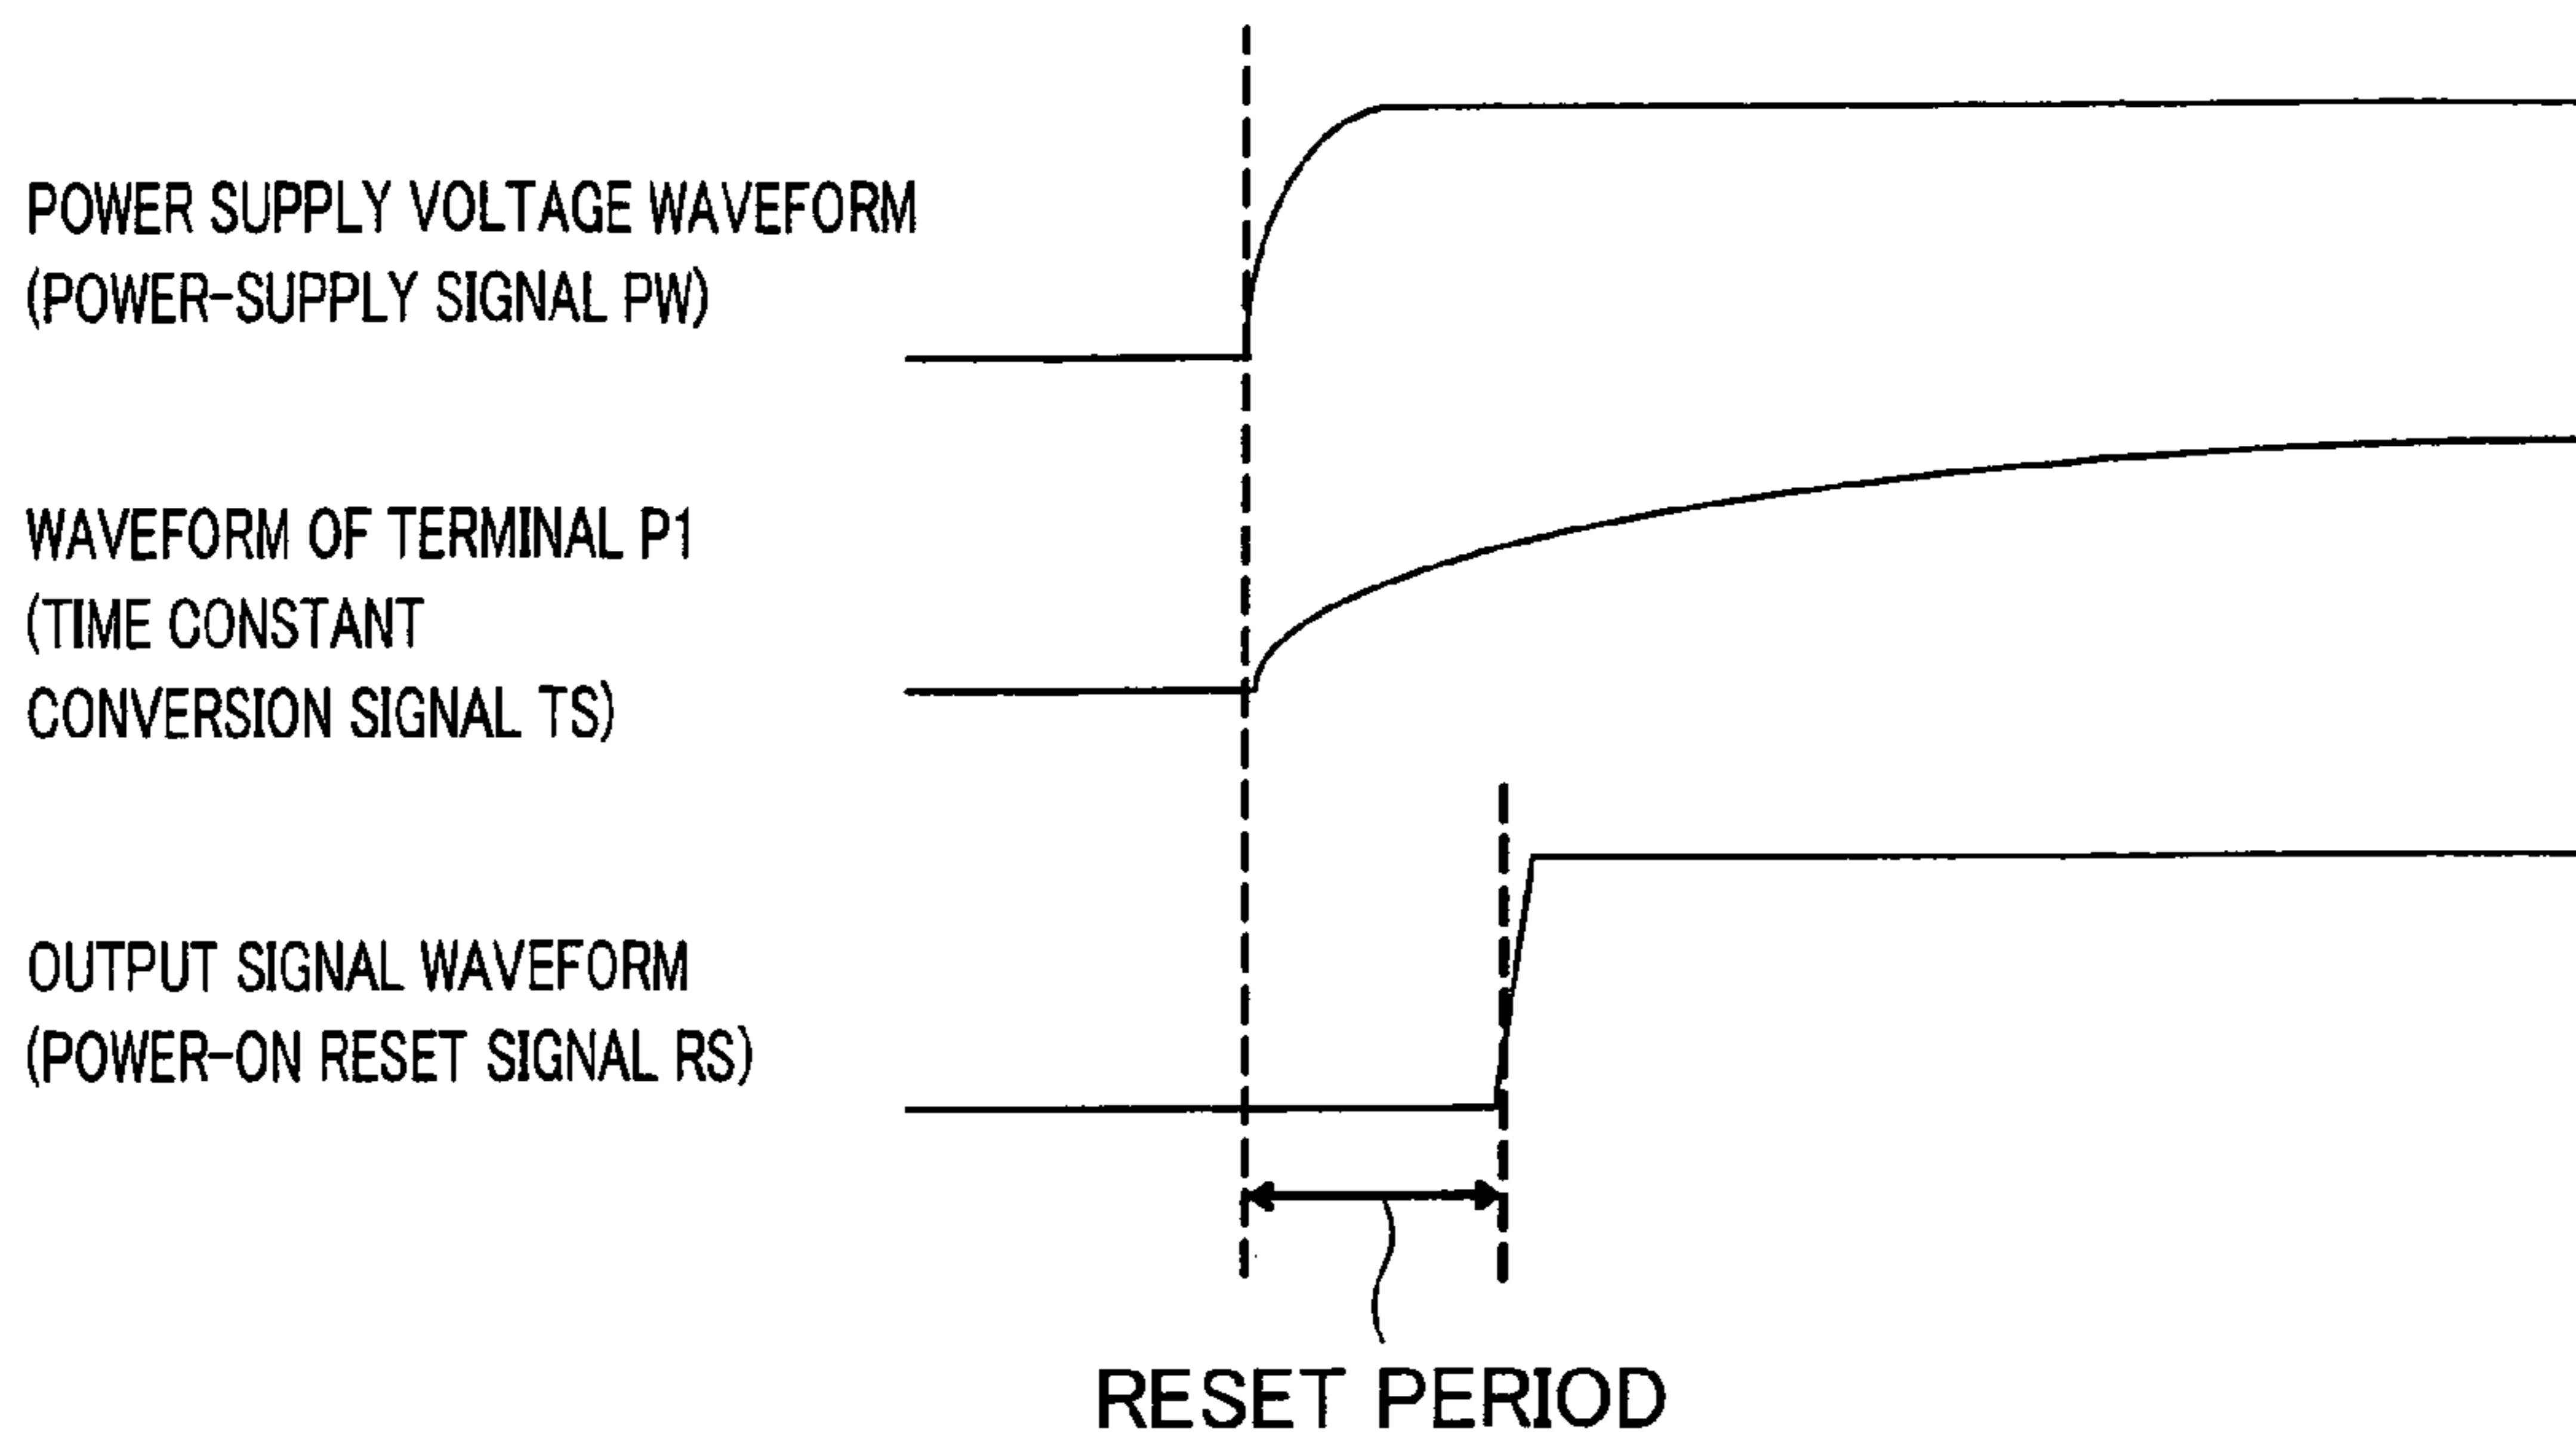 POWER SUPPLY VOLTAGE WAVEFORM
(POWER-SUPPLY SIGNAL PW)
WAVEFORM OF TERMINAL P1
(TIME CONSTANT
CONVERSION SIGNAL TS)
OUTPUT SIGNAL WAVEFORM
(POWER-ON RESET SIGNAL RS)
RESET PERIOD